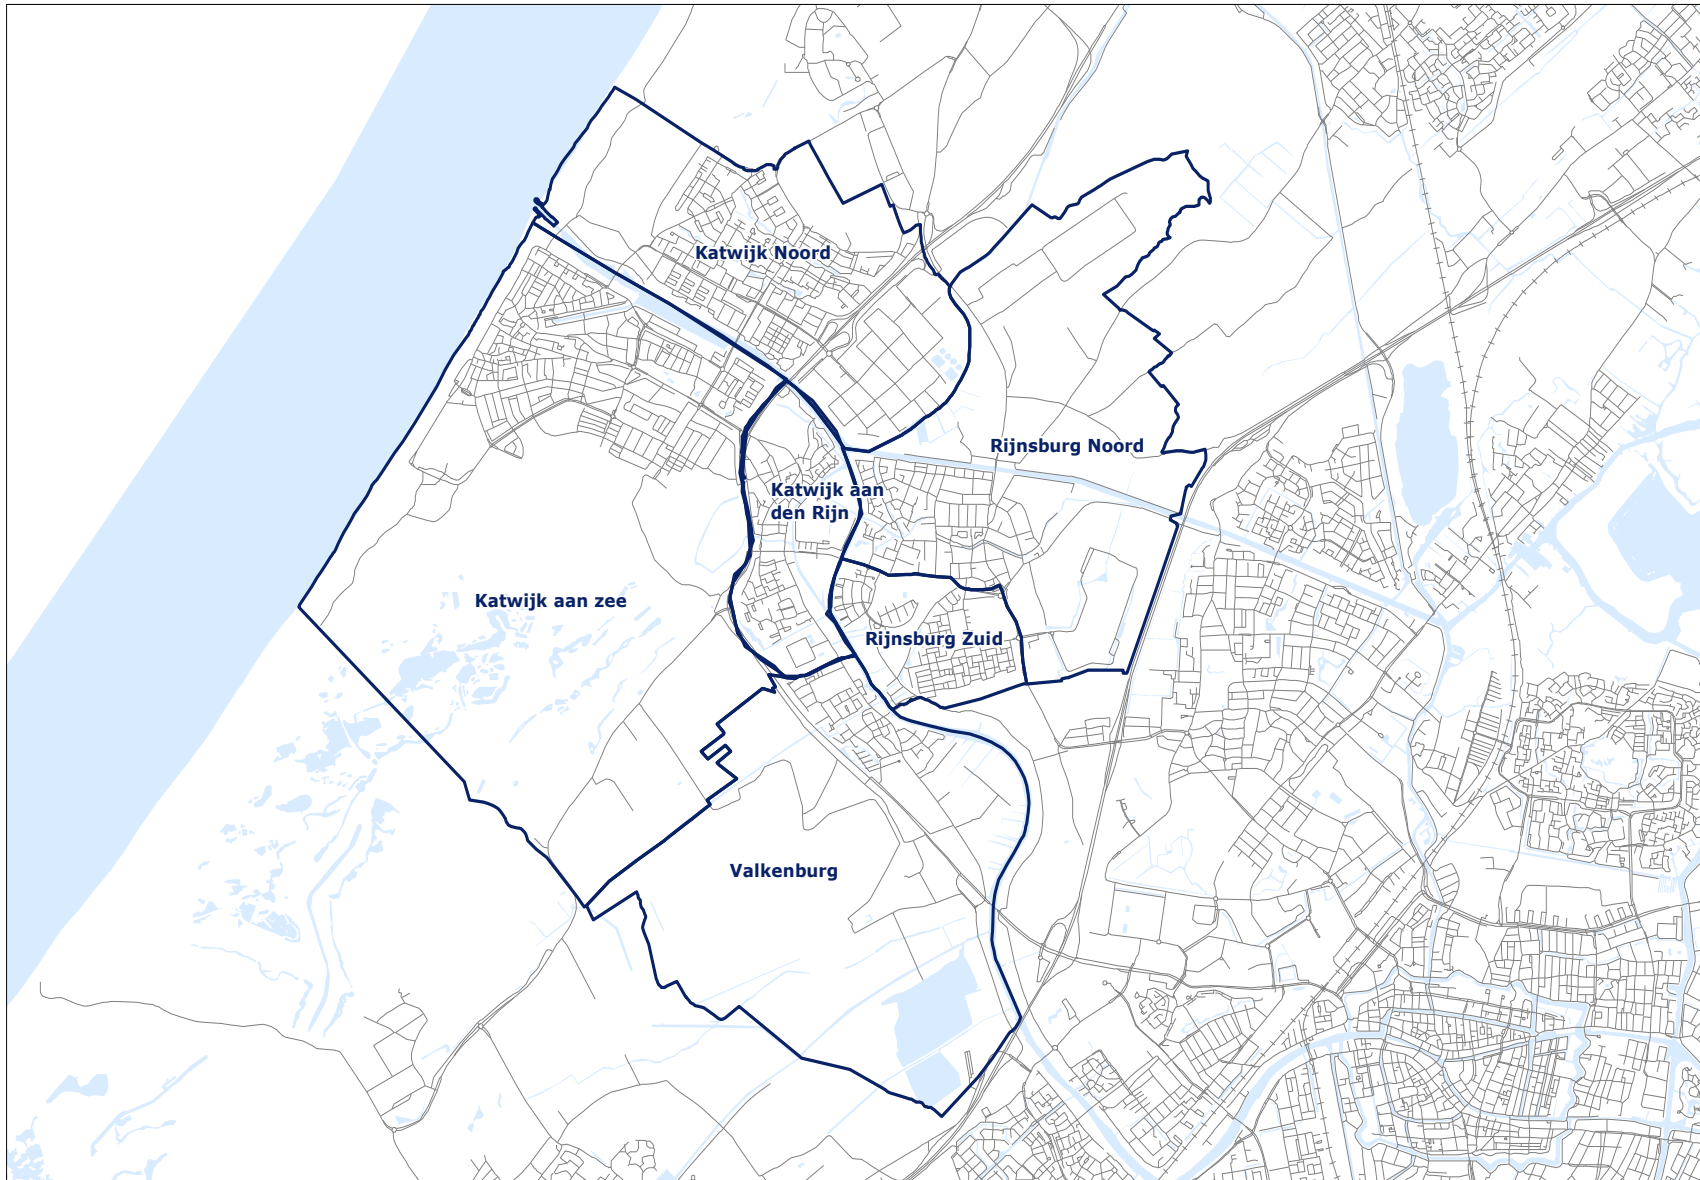 Katwijk Noord
Rijnsburg Noord
Katwijk aan
den Rijn
Katwijk aan zee
Rijnsburg Zuid
Valkenburg